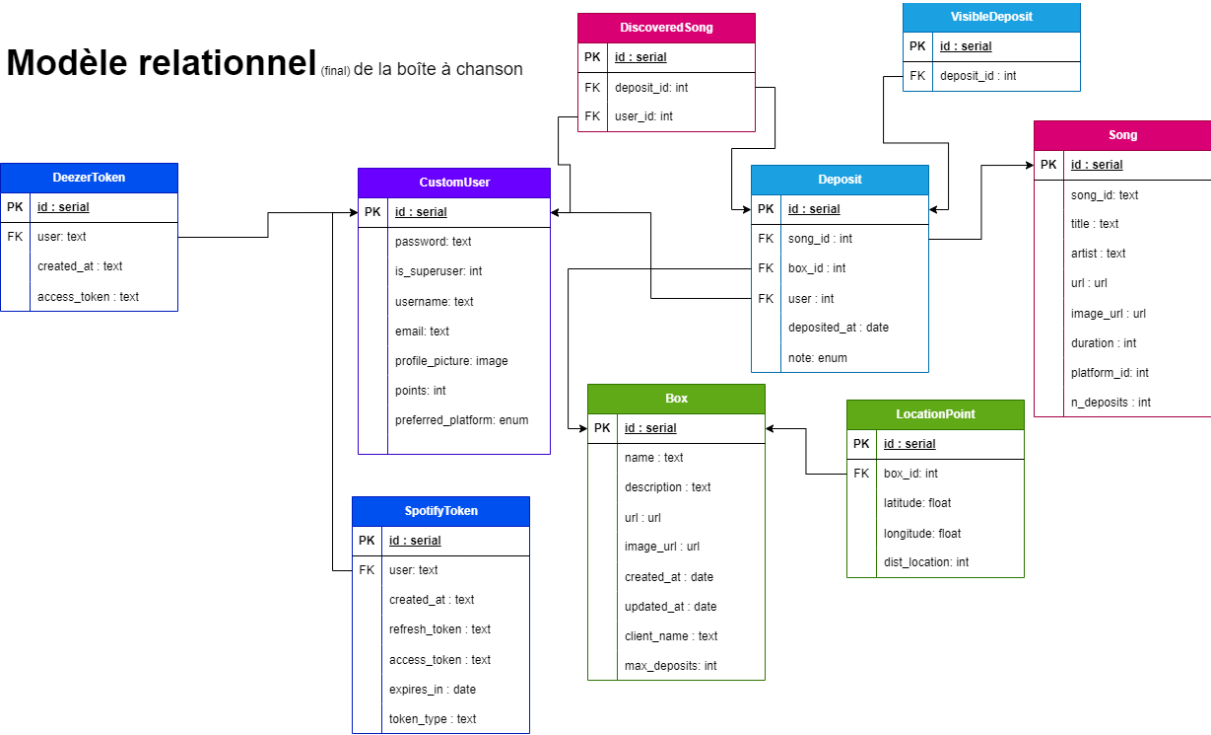 Modèle relationnel (final) de la boîte à chanson
DiscoveredSong
PK id : serial
FK deposit_id: int
FK user_id: int
VisibleDeposit
PK id : serial
FK deposit_id : int
Song
PK id : serial
song_id: text
title : text
artist : text
url : url
image_url : url
duration : int
platform_id: int
n_deposits : int
DeezerToken
PK id : serial
FK user: text
created_at : text
access_token : text
CustomUser
PK id : serial
password: text
is_superuser: int
username: text
email: text
profile_picture: image
points: int
preferred_platform: enum
Deposit
PK id : serial
FK song_id : int
FK box_id : int
FK user : int
deposited_at : date
note: enum
Box
PK id : serial
name : text
description : text
url : url
image_url : url
created_at : date
updated_at : date
client_name : text
max_deposits: int
LocationPoint
PK id : serial
FK box_id: int
latitude: float
longitude: float
dist_location: int
SpotifyToken
PK id : serial
FK user: text
created_at : text
refresh_token : text
access_token : text
expires_in : date
token_type : text